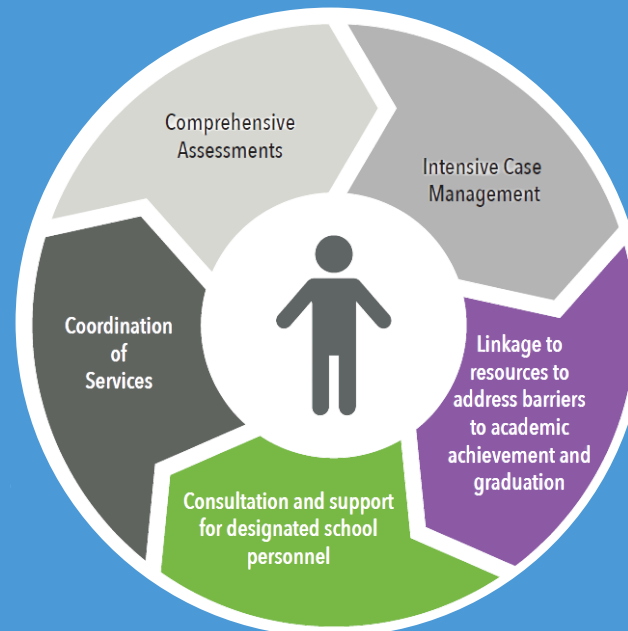 Comprehensive
Assessments
Intensive Case
Management
Linkage to
resources to
address barriers
to academic
achievement and
graduation
Consultation and support
for designated school
personnel
Coordination
of
Services